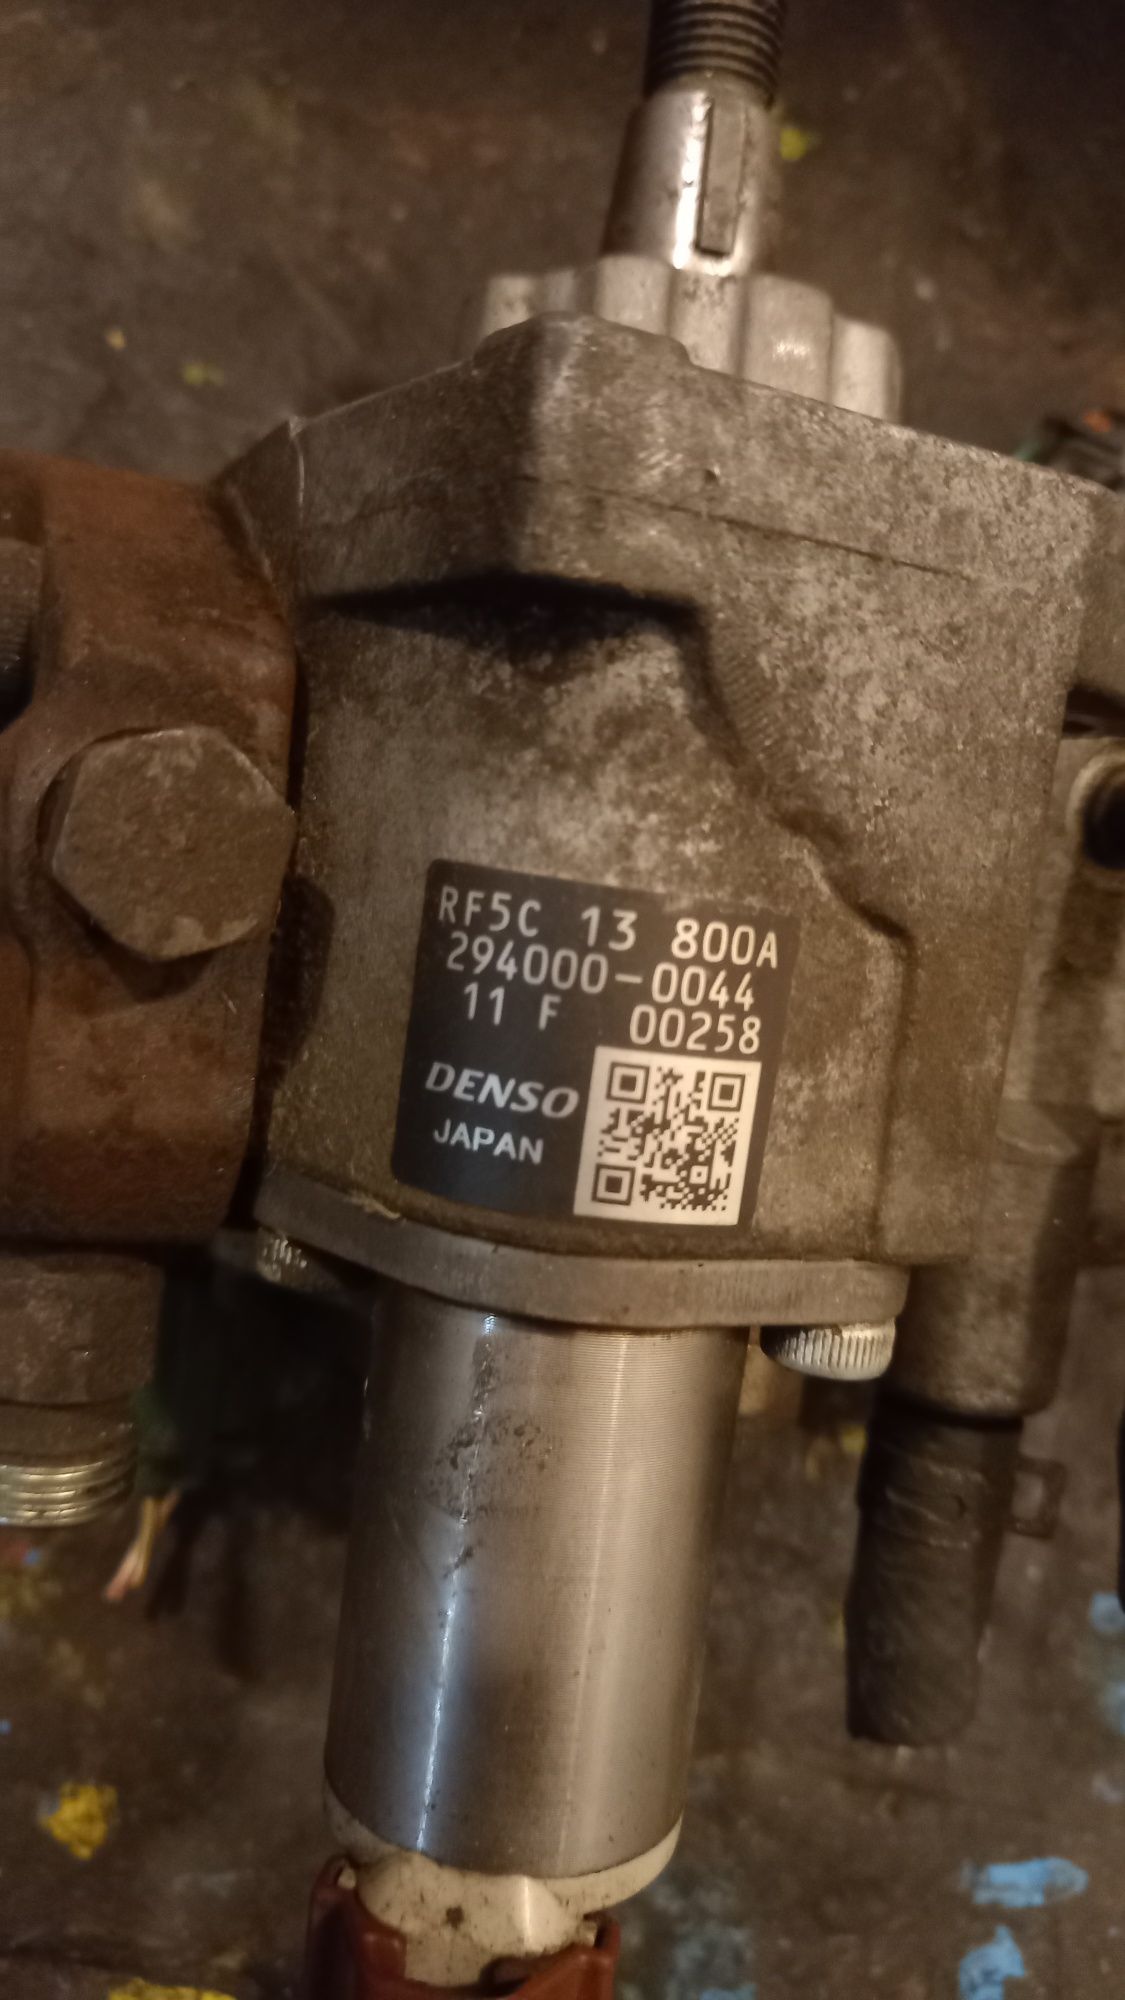 RF5C 13 800A
294000-0044
11 F 00258
DENSO
JAPAN